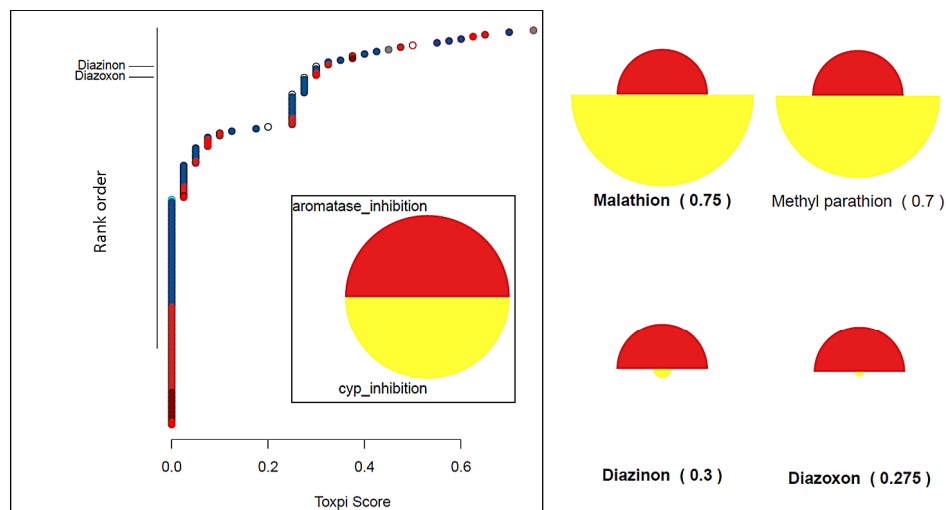 Diazinon
Diazoxon
Rank order
aromatase_inhibition
cyp_inhibition
0.0 0.2 0.4 0.6
Toxpi Score
Malathion ( 0.75 ) Methyl parathion ( 0.7 )
Diazinon ( 0.3 ) Diazoxon ( 0.275 )